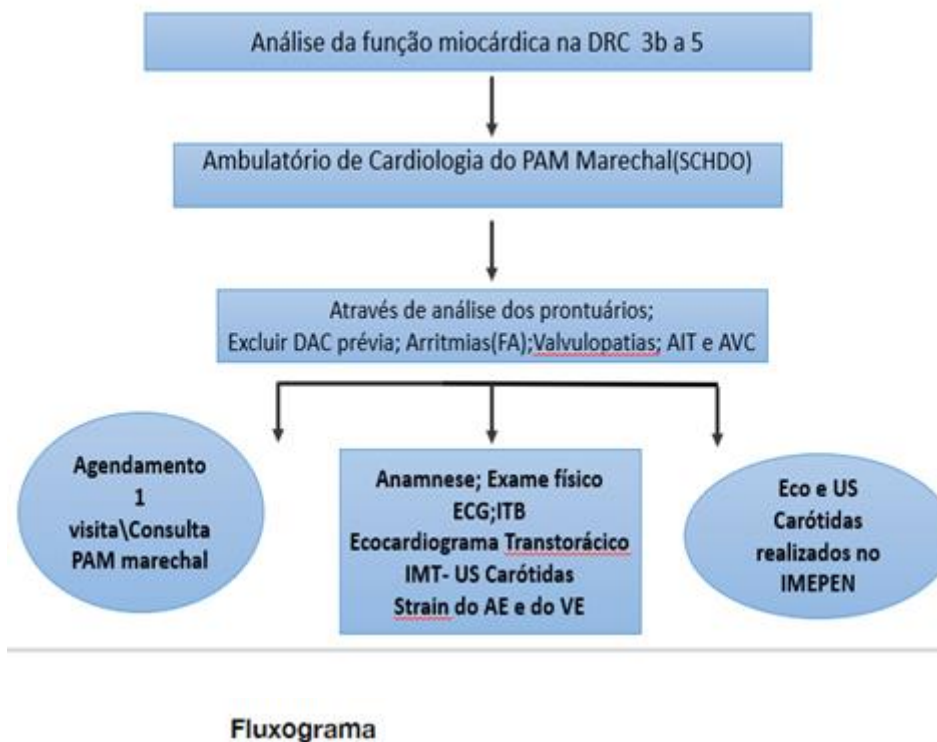 Análise da função miocárdica na DRC 3b a 5
Ambulatório de Cardiologia do PAM Marechal(SCHDO)
Através de análise dos prontuários;
Excluir DAC prévia; Arritmias(FA);Valvulopatias; AIT e AVC
Agendamento
1
visita\Consulta
PAM marechal
Anamnese; Exame físico
ECG;ITB
Ecocardiograma Transtorácico
IMT- US Carótidas
Strain do AE e do VE
Eco e US
Carótidas
realizados no
IMEPEN
Fluxograma